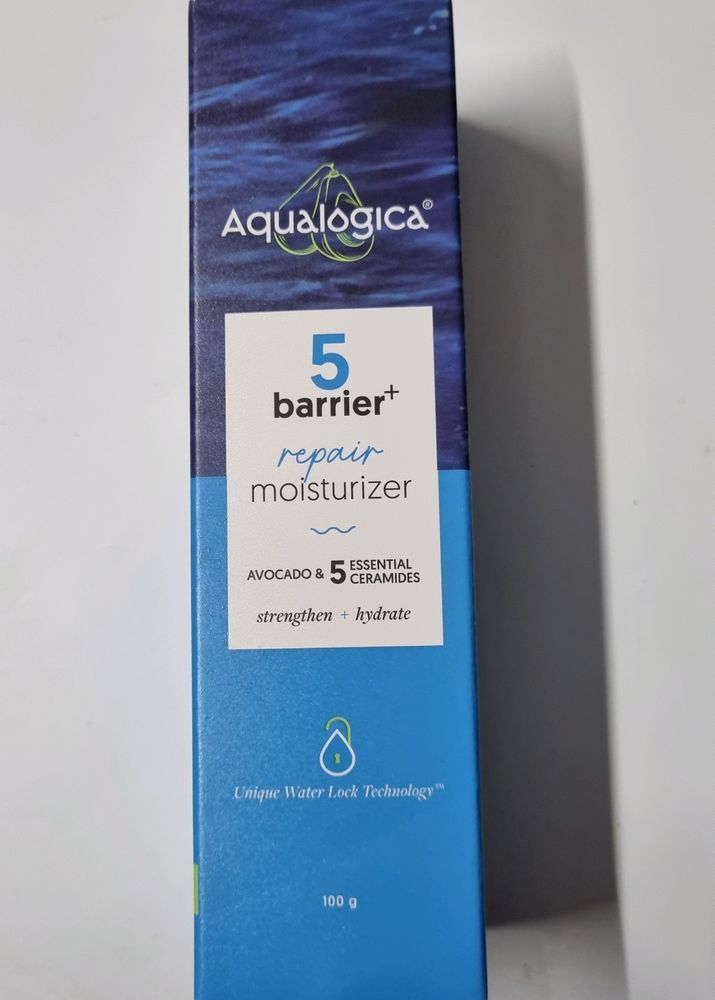 Aqualogica®
5
barrier+
repair
moisturizer
AVOCADO & 5 ESSENTIAL
CERAMIDES
strengthen + hydrate
Unique Water Lock Technology™
100 g